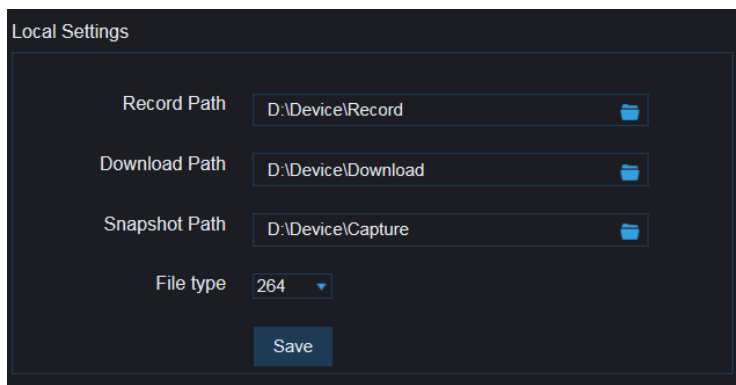 Local Settings
Record Path D:\Device\Record
Download Path D:\Device\Download
Snapshot Path D:\Device\Capture
File type 264
Save